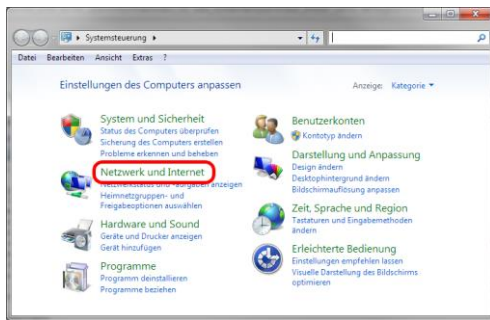 Systemsteuerung
Datei Bearbeiten Ansicht Extras ?
Einstellungen des Computers anpassen
Anzeige: Kategorie
System und Sicherheit
Status des Computers überprüfen
Sicherung des Computers erstellen
Probleme erkennen und beheben
Netzwerk und Internet
Netzwerkstatus und -aufgaben anzeigen
Heimnetzgruppen- und
Freigabeoptionen auswählen
Hardware und Sound
Geräte und Drucker anzeigen
Gerät hinzufügen
Programme
Programm deinstallieren
Programme beziehen
Benutzerkonten
Kontotyp ändern
Darstellung und Anpassung
Design ändern
Desktophintergrund ändern
Bildschirmauflösung anpassen
Zeit, Sprache und Region
Tastaturen und Eingabemethoden
ändern
Erleichterte Bedienung
Einstellungen empfehlen lassen
Visuelle Darstellung des Bildschirms
optimieren